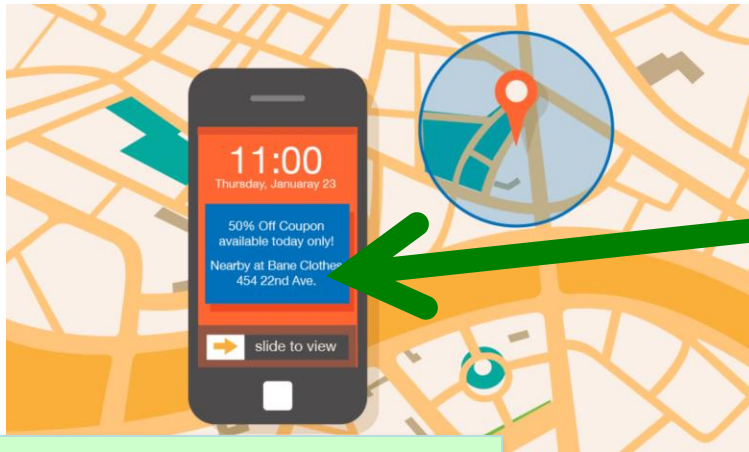 11:00
Thursday, Januaray 23
50% Off Coupon
available today only!
Nearby at Bane Clothes
454 22nd Ave.
slide to view